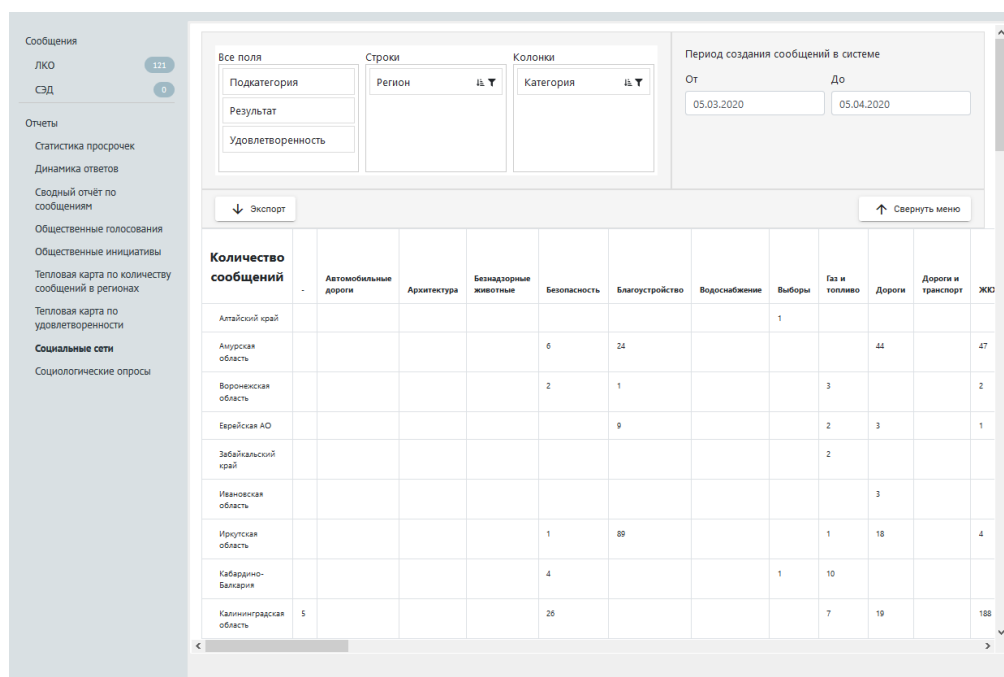 Сообщения
ЛКО 121
СЭД 0
Отчеты
Статистика просрочек
Динамика ответов
Сводный отчёт по
сообщениям
Общественные голосования
Общественные инициативы
Тепловая карта по количеству
сообщений в регионах
Тепловая карта по
удовлетворенности
Социальные сети
Социологические опросы
Все поля Строки Колонки
Подкатегория Регион Категория
Результат
Удовлетворенность
Период создания сообщений в системе
От До
05.03.2020 05.04.2020
Экспорт Свернуть меню
Количество
сообщений - Автомобильные
дороги Архитектура Безнадзорные
животные Безопасность Благоустройство Водоснабжение Выборы Газ и
топливо Дороги Дороги и
транспорт ЖКХ
Алтайский край 1
Амурская
область 6 24 44 47
Воронежская
область 2 1 3 2
Еврейская АО 9 2 3 1
Забайкальский
край 2
Ивановская
область 3
Иркутская
область 1 89 1 18 4
Кабардино-
Балкария 4 1 10
Калининградская
область 5 26 7 19 188